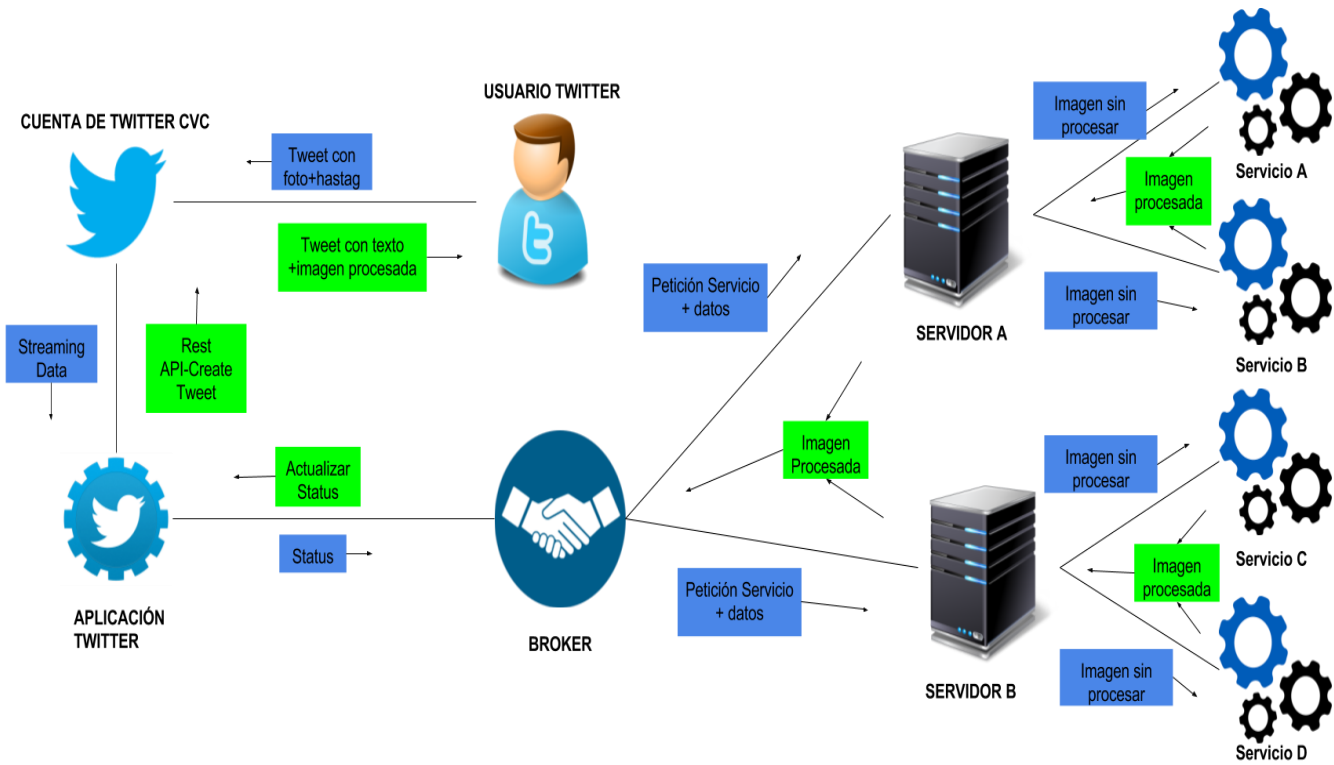 USUARIO TWITTER
CUENTA DE TWITTER CVC
Tweet con
foto+hastag
Tweet con texto
+imagen procesada
Streaming
Data
Rest
API-Create
Tweet
Actualizar
Status
Status
APLICACIÓN
TWITTER
BROKER
Petición Servicio
+ datos
Imagen
Procesada
Petición Servicio
+ datos
SERVIDOR A
SERVIDOR B
Imagen sin
procesar
Imagen
procesada
Imagen sin
procesar
Servicio A
Servicio B
Imagen sin
procesar
Imagen
procesada
Imagen sin
procesar
Servicio C
Servicio D